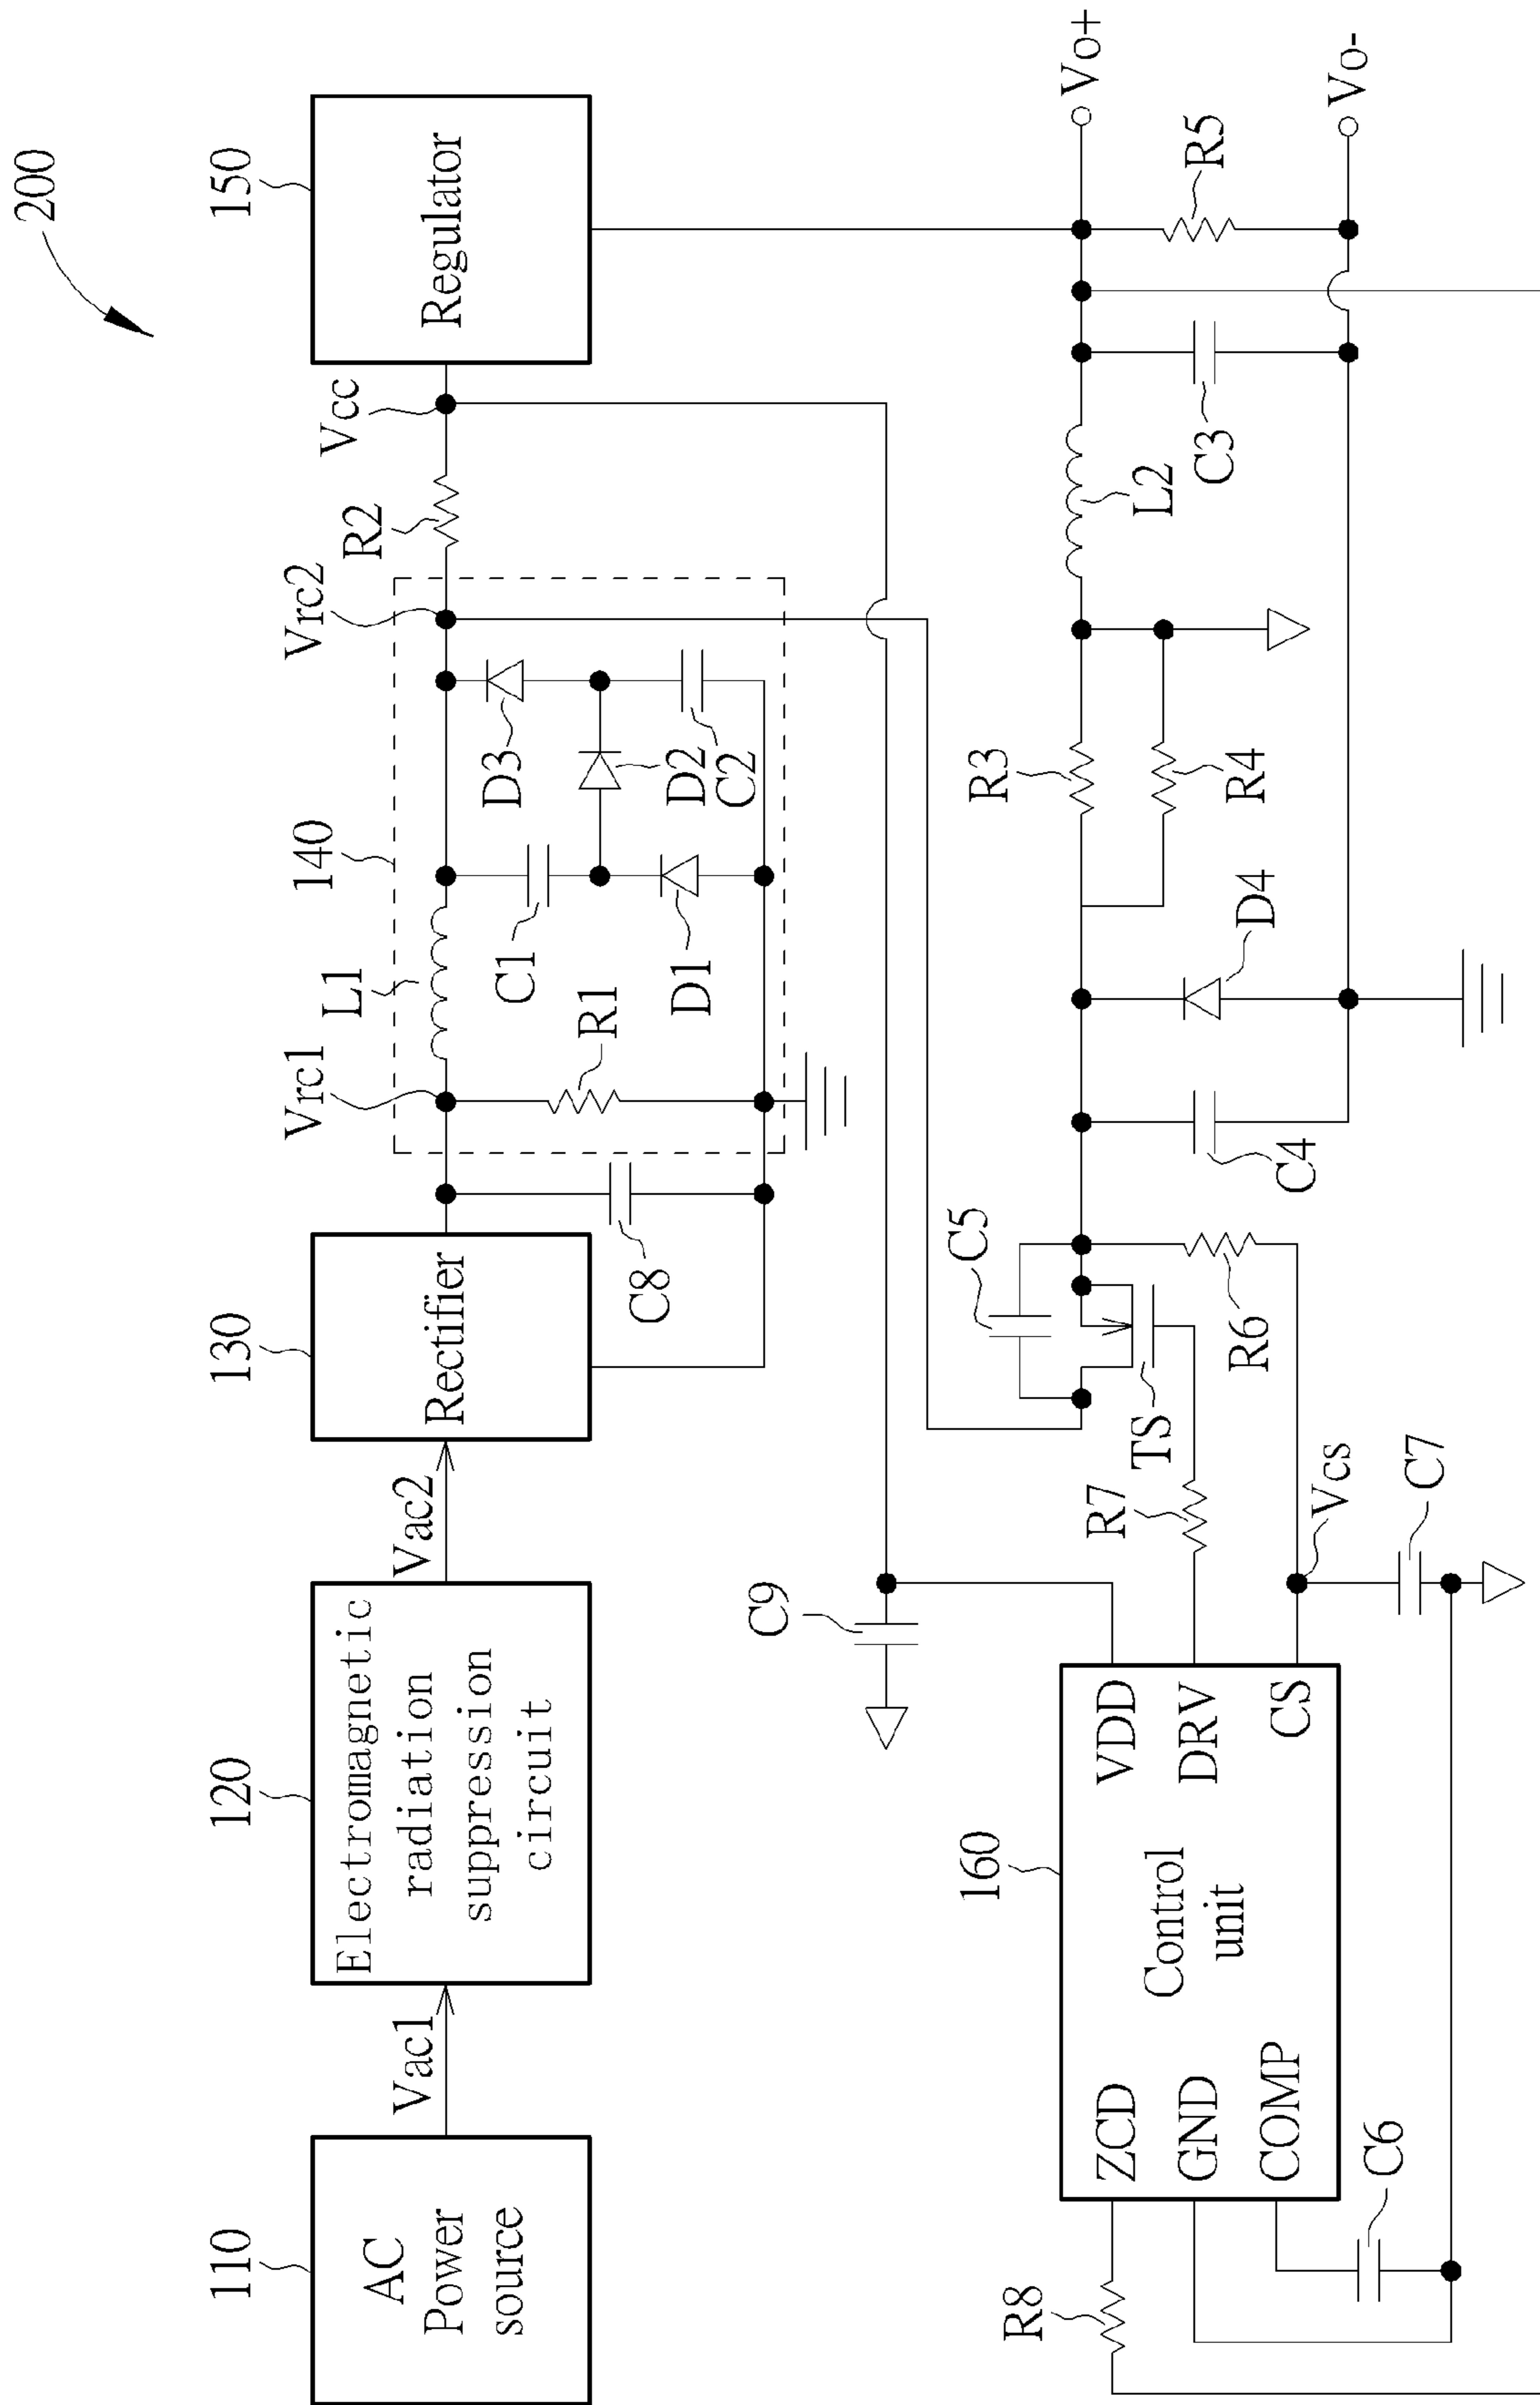 200
110
AC
Power
source
Vac1
120
Electromagnetic
radiation
suppression
circuit
Vac2
130
Rectifier
C8
Vrc1
L1
140
Vrc2
R1
C1
D1
D3
D2
C2
R2
Vcc
150
Regulator
C9
C5
TS
R7
R6
C4
D4
R3
R4
L2
C3
R5
Vo+
Vo-
160
Control
unit
ZCD
GND
COMP
VDD
DRV
CS
R8
C6
Vcs
C7